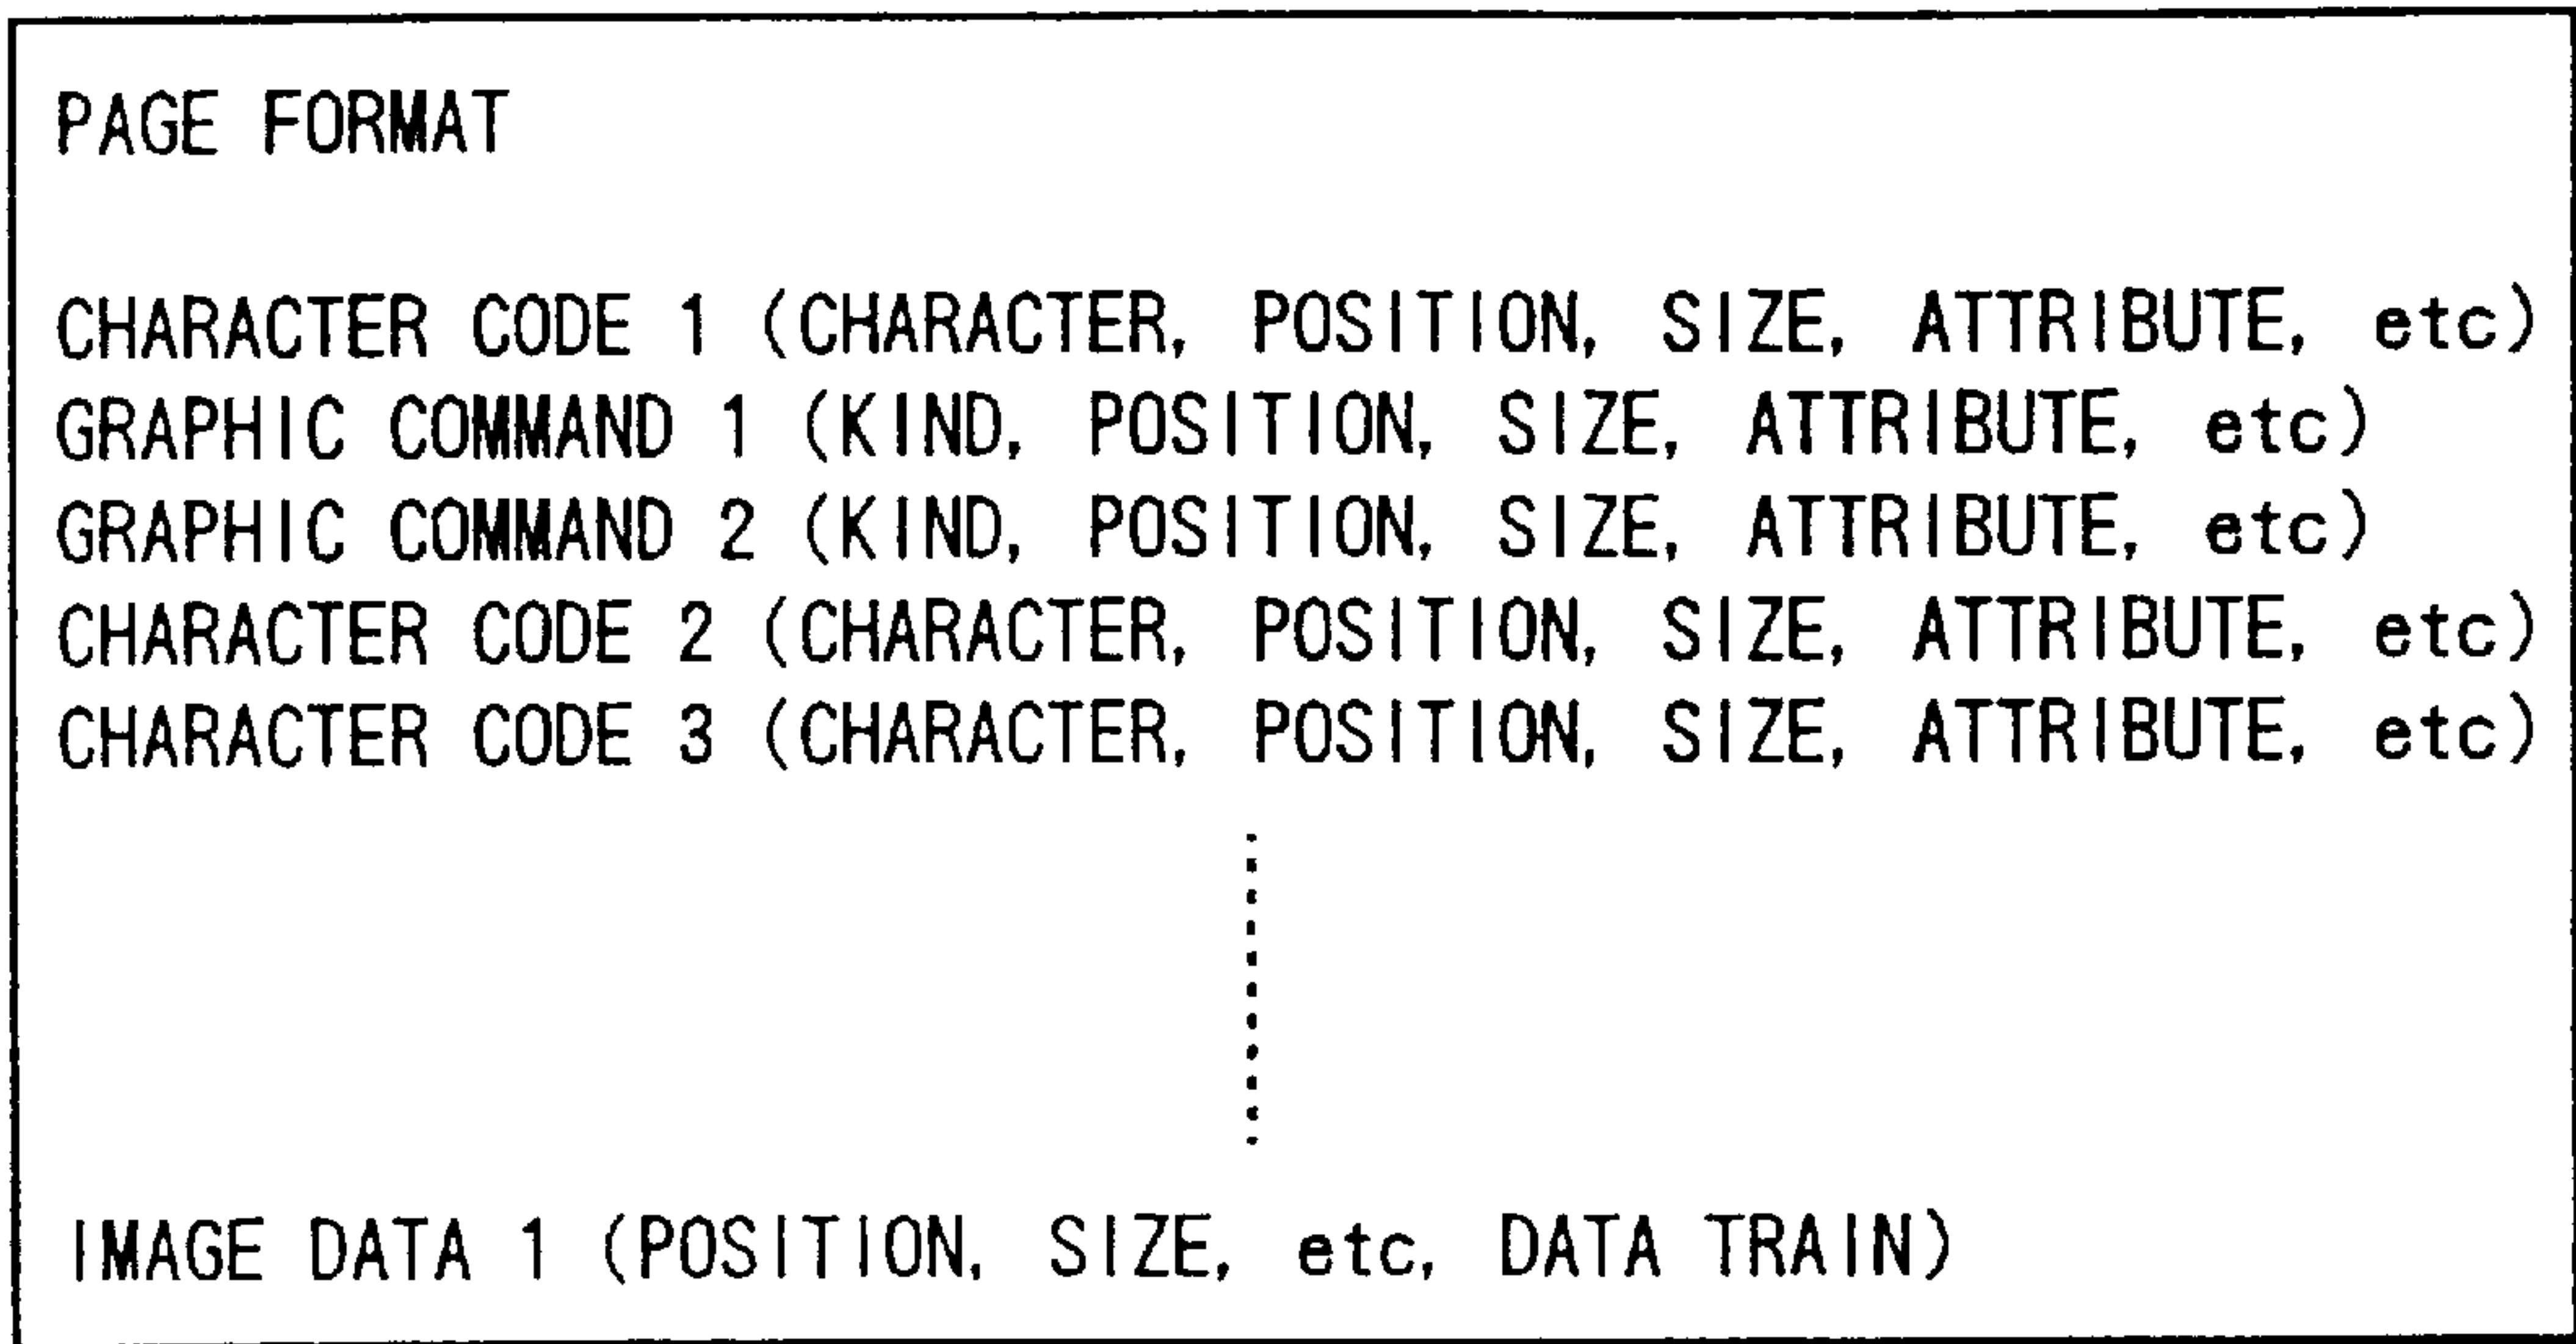 PAGE FORMAT
CHARACTER CODE 1 (CHARACTER, POSITION, SIZE, ATTRIBUTE, etc)
GRAPHIC COMMAND 1 (KIND, POSITION, SIZE, ATTRIBUTE, etc)
GRAPHIC COMMAND 2 (KIND, POSITION, SIZE, ATTRIBUTE, etc)
CHARACTER CODE 2 (CHARACTER, POSITION, SIZE, ATTRIBUTE, etc)
CHARACTER CODE 3 (CHARACTER, POSITION, SIZE, ATTRIBUTE, etc)
IMAGE DATA 1 (POSITION, SIZE, etc, DATA TRAIN)